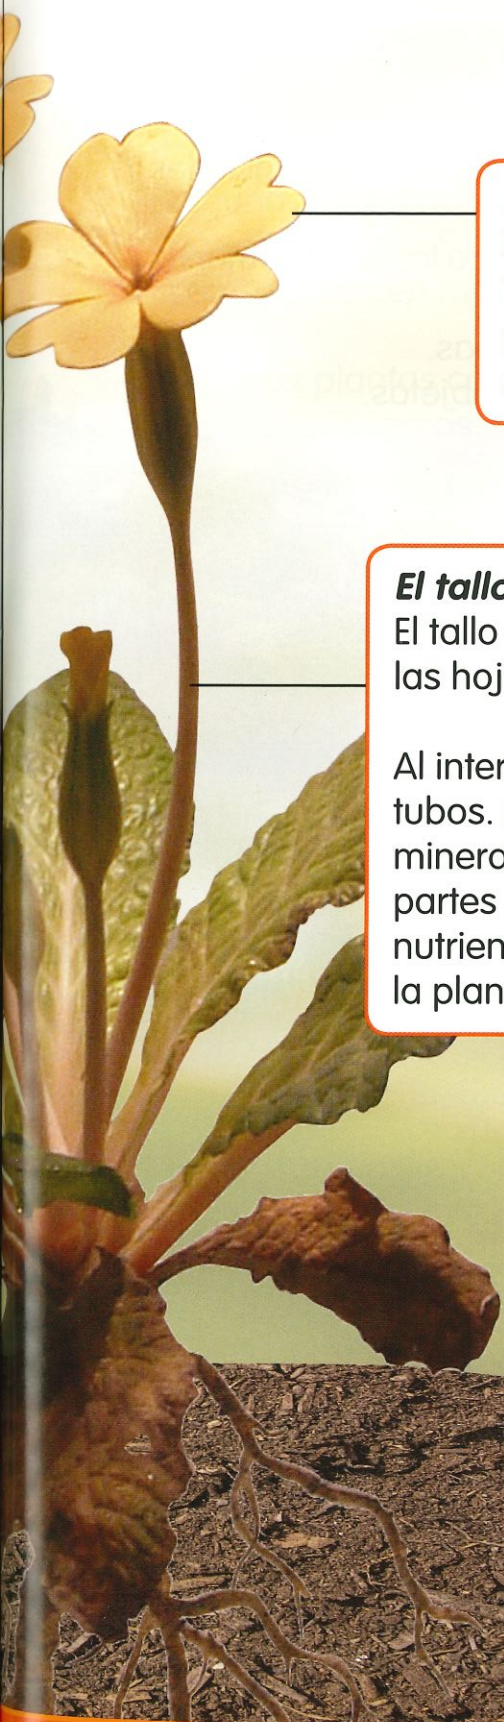 El tallo
El tallo
las hoj
Al inter
tubos.
minera
partes
nutrien
la plan